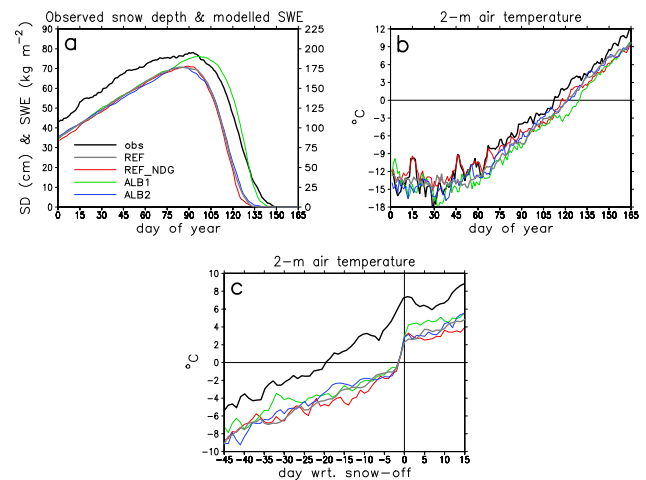 Observed snow depth & modelled SWE
a
SD (cm) & SWE (kg m⁻²)
90 80 70 60 50 40 30 20 10 0
225 200 175 150 125 100 75 50 25 0
obs
REF
REF_NDG
ALB1
ALB2
0 15 30 45 60 75 90 105 120 135 150 165
day of year
2-m air temperature
b
°C
12 9 6 3 0 -3 -6 -9 -12 -15 -18
0 15 30 45 60 75 90 105 120 135 150 165
day of year
2-m air temperature
c
°C
10 8 6 4 2 0 -2 -4 -6 -8 -10
-45 -40 -35 -30 -25 -20 -15 -10 -5 0 5 10 15
day wrt. snow-off